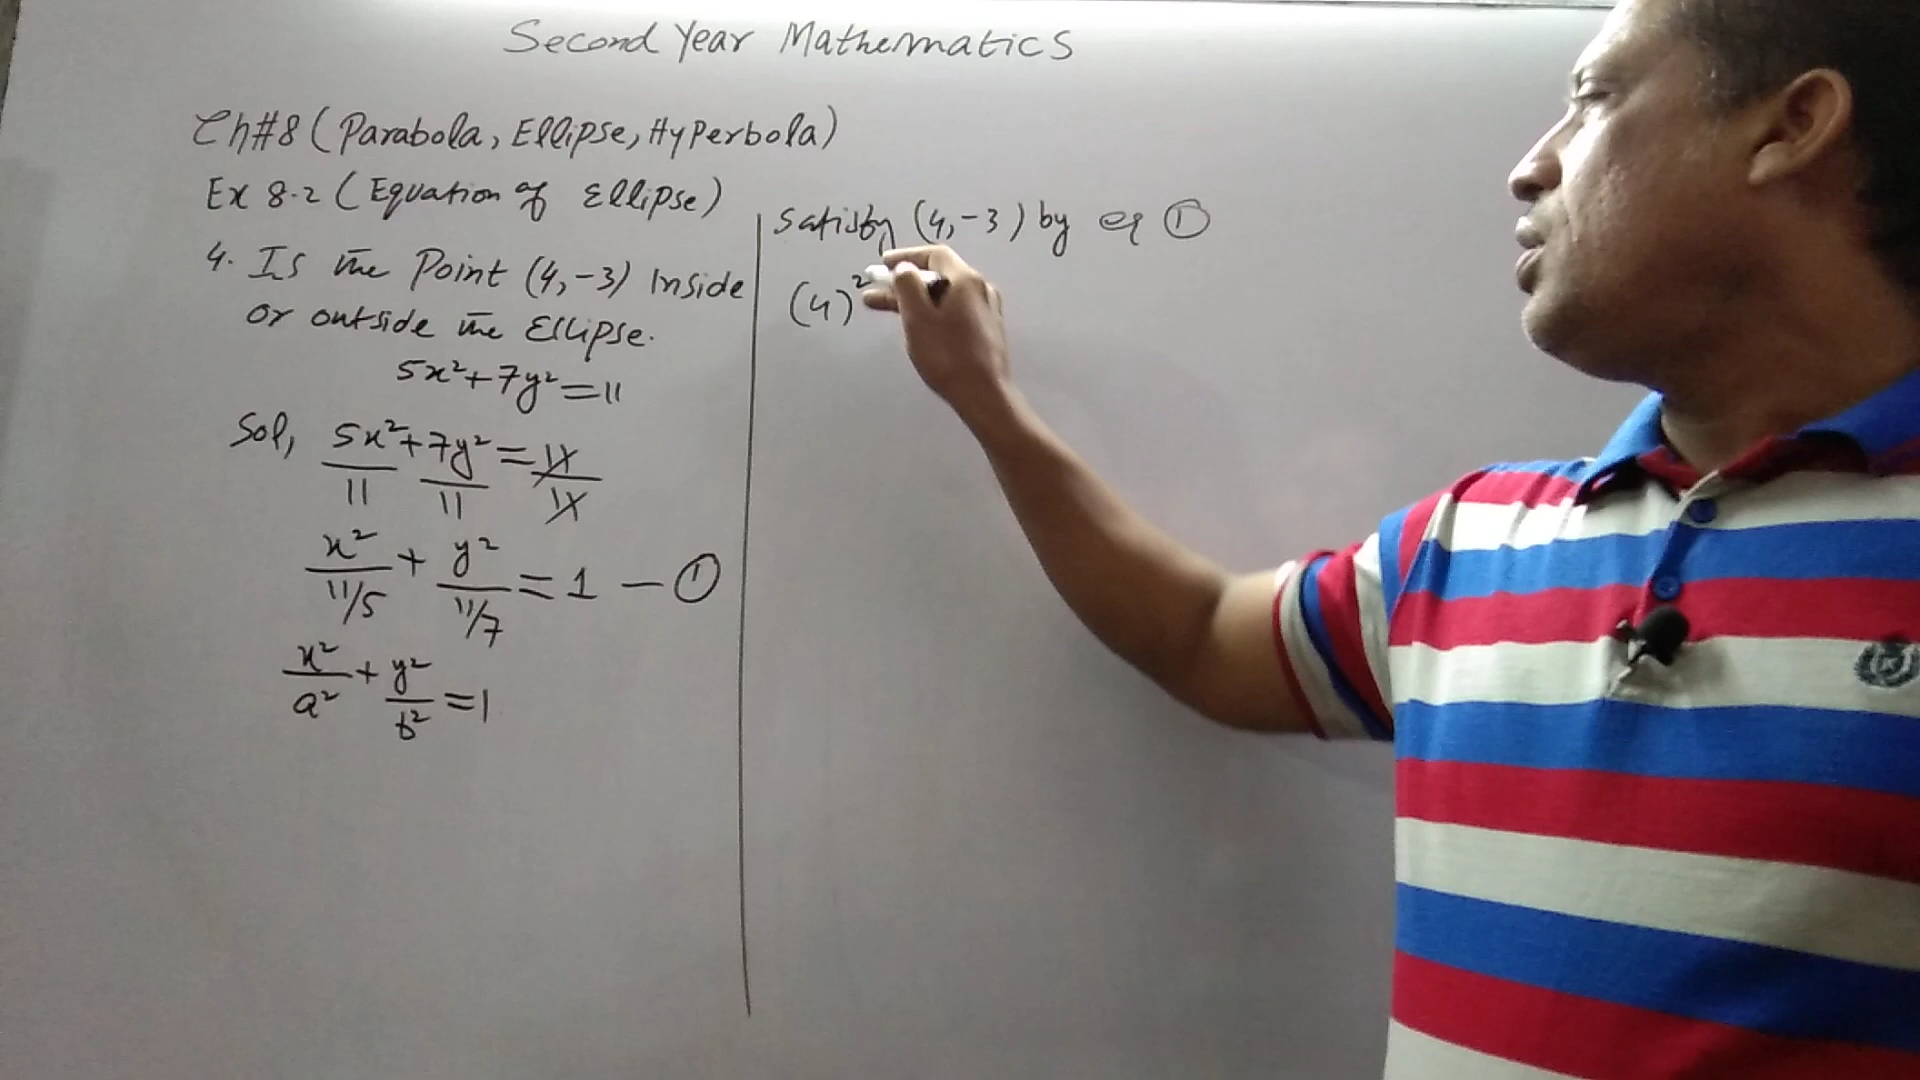 Second Year Mathematics
Ch#8 (Parabola, Ellipse, Hyperbola)
Ex 8.2 (Equation of Ellipse)
4. Is the Point (4,-3) Inside
or outside the Ellipse.
5x²+7y²=11
Sol, 5x²/11 + 7y²/11 = 11/11
x²/(11/5) + y²/(11/7) = 1 — ①
x²/a² + y²/b² = 1
Satisfy (4,-3) by eq ①
(4)²